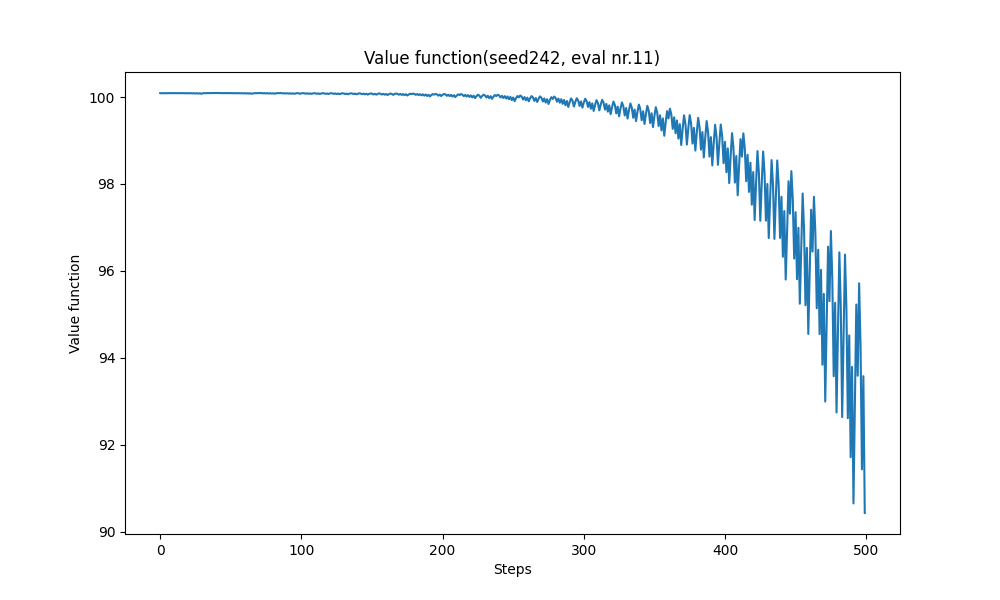 Value function(seed242, eval nr.11)
Value function
100
98
96
94
92
90
0 100 200 300 400 500
Steps